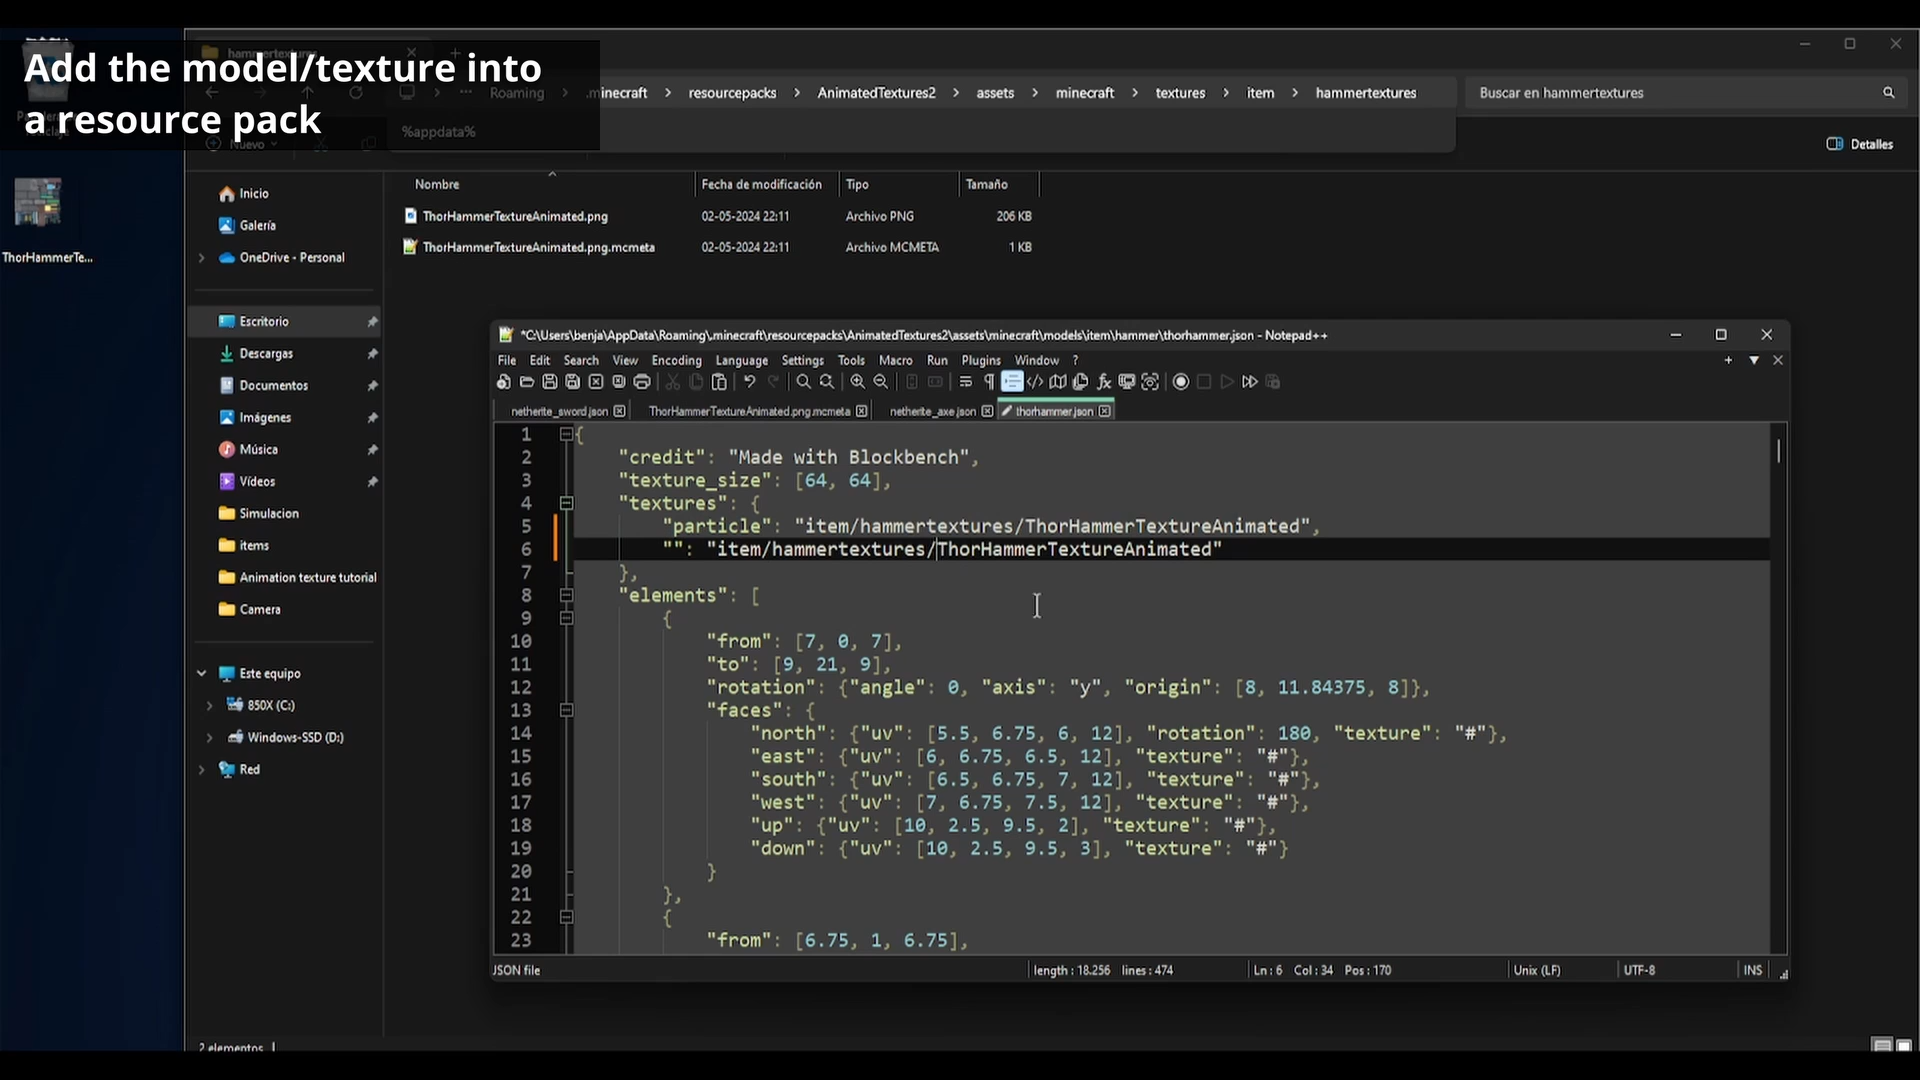 Add the model/texture into
a resource pack
hammertextures
Roaming
.minecraft
resourcepacks
AnimatedTextures2
assets
minecraft
textures
item
hammertextures
Buscar en hammertextures
%appdata%
Nuevo
Detalles
Nombre
Fecha de modificación
Tipo
Tamaño
ThorHammerTextureAnimated.png
02-05-2024 22:11
Archivo PNG
206 KB
ThorHammerTextureAnimated.png.mcmeta
02-05-2024 22:11
Archivo MCMETA
1 KB
ThorHammerTe...
Inicio
Galería
OneDrive - Personal
Escritorio
Descargas
Documentos
Imágenes
Música
Vídeos
Simulacion
items
Animation texture tutorial
Camera
Este equipo
850X (C:)
Windows-SSD (D:)
Red
2 elementos
*C:\Users\benja\AppData\Roaming\.minecraft\resourcepacks\AnimatedTextures2\assets\minecraft\models\item\hammer\thorhammer.json - Notepad++
File Edit Search View Encoding Language Settings Tools Macro Run Plugins Window ?
netherite_sword.json
ThorHammerTextureAnimated.png.mcmeta
netherite_axe.json
thorhammer.json
1 {
2 "credit": "Made with Blockbench",
3 "texture_size": [64, 64],
4 "textures": {
5 "particle": "item/hammertextures/ThorHammerTextureAnimated",
6 "": "item/hammertextures/ThorHammerTextureAnimated"
7 },
8 "elements": [
9 {
10 "from": [7, 0, 7],
11 "to": [9, 21, 9],
12 "rotation": {"angle": 0, "axis": "y", "origin": [8, 11.84375, 8]},
13 "faces": {
14 "north": {"uv": [5.5, 6.75, 6, 12], "rotation": 180, "texture": "#"},
15 "east": {"uv": [6, 6.75, 6.5, 12], "texture": "#"},
16 "south": {"uv": [6.5, 6.75, 7, 12], "texture": "#"},
17 "west": {"uv": [7, 6.75, 7.5, 12], "texture": "#"},
18 "up": {"uv": [10, 2.5, 9.5, 2], "texture": "#"},
19 "down": {"uv": [10, 2.5, 9.5, 3], "texture": "#"}
20 }
21 },
22 {
23 "from": [6.75, 1, 6.75],
JSON file
length : 18.256 lines : 474
Ln : 6 Col : 34 Pos : 170
Unix (LF)
UTF-8
INS